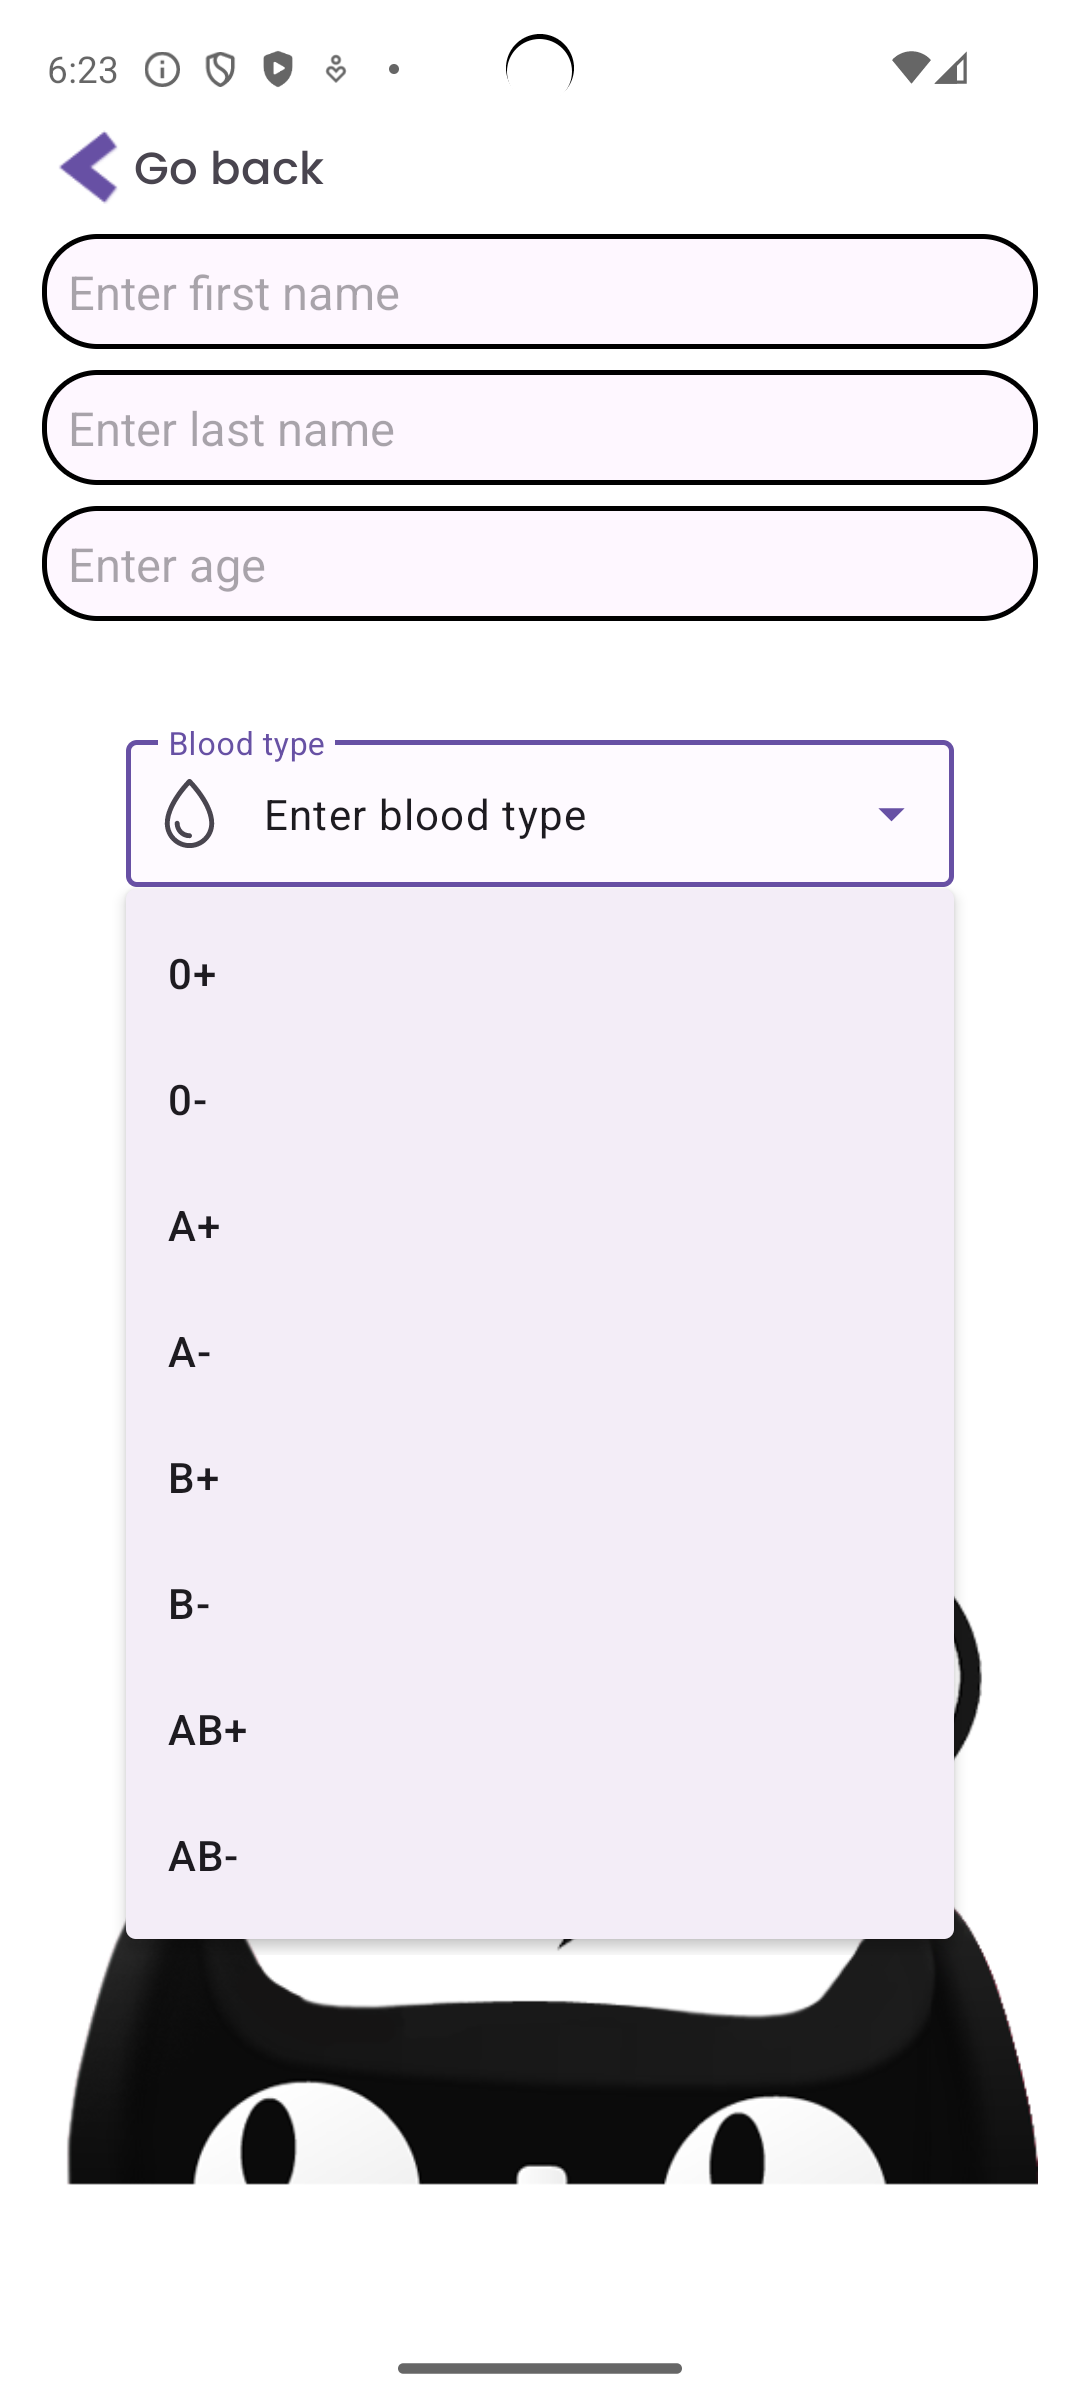 6:23
Go back
Enter first name
Enter last name
Enter age
Blood type
Enter blood type
0+
0-
A+
A-
B+
B-
AB+
AB-